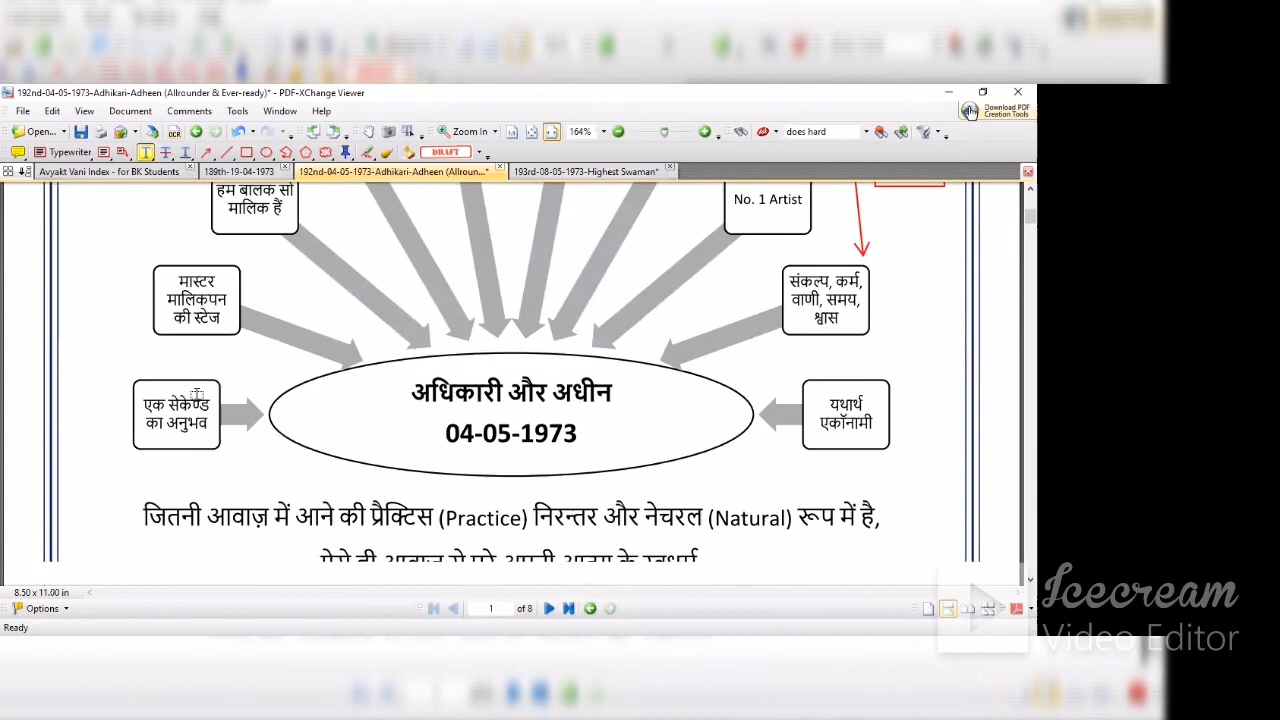 192nd-04-05-1973-Adhikari-Adheen (Allrounder & Ever-ready)* - PDF-XChange Viewer
File Edit View Document Comments Tools Window Help
Download PDF
Creation Tools
Open... OCR Zoom In 164% does hard
Typewriter DRAFT
Avyakt Vani Index - for BK Students 189th-19-04-1973 192nd-04-05-1973-Adhikari-Adheen (Allroun...* 193rd-08-05-1973-Highest Swaman*
हम बालक सो
मालिक हैं
No. 1 Artist
मास्टर
मालिकपन
की स्टेज
संकल्प, कर्म,
वाणी, समय,
श्वास
एक सेकेण्ड
का अनुभव
अधिकारी और अधीन
04-05-1973
यथार्थ
एकॉनामी
जितनी आवाज़ में आने की प्रैक्टिस (Practice) निरन्तर और नेचरल (Natural) रूप में है,
8.50 x 11.00 in
Options 1 of 8
Ready
Icecream
Video Editor